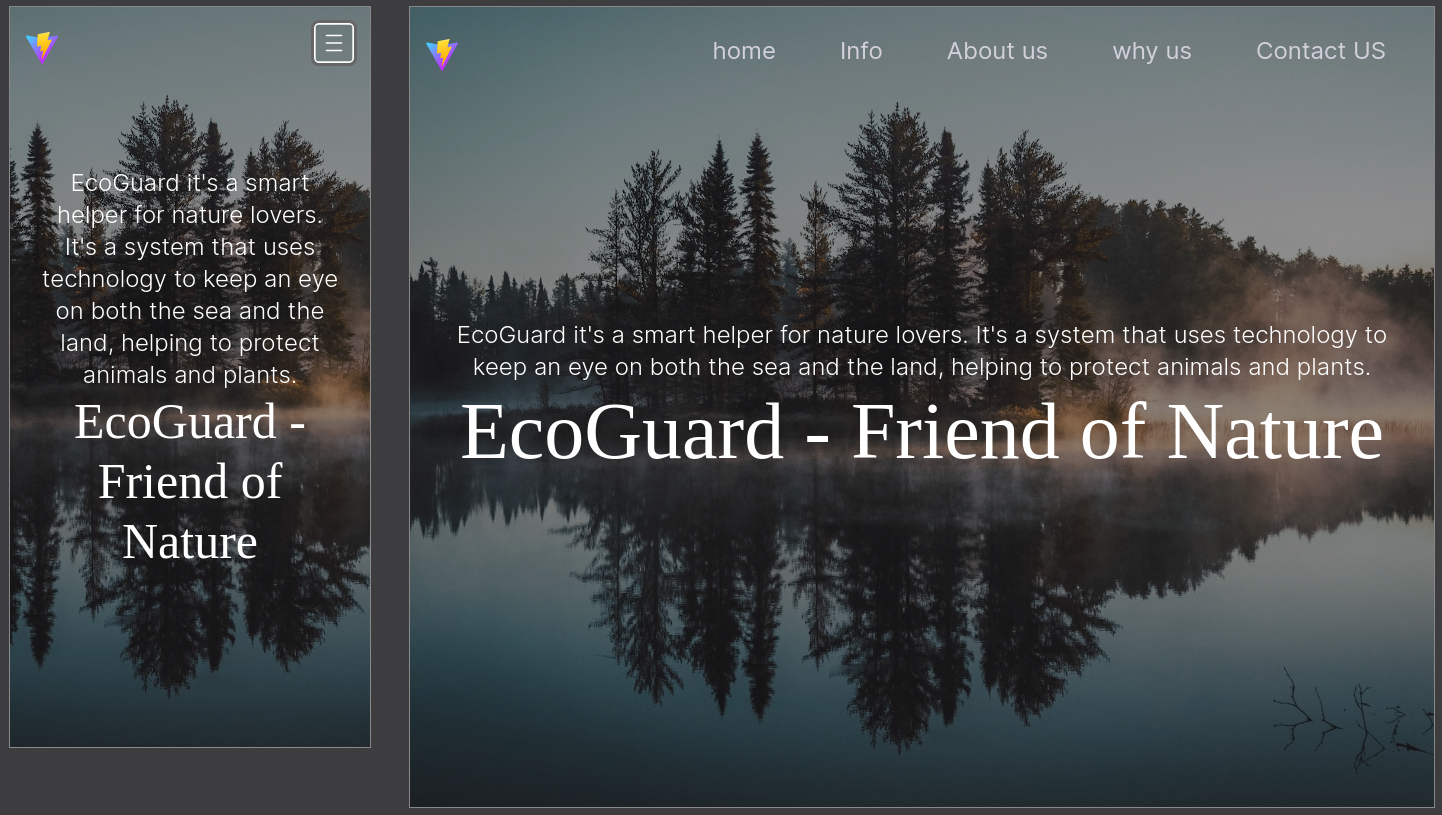 EcoGuard it's a smart
helper for nature lovers.
It's a system that uses
technology to keep an eye
on both the sea and the
land, helping to protect
animals and plants.
EcoGuard -
Friend of
Nature
home Info About us why us Contact US
EcoGuard it's a smart helper for nature lovers. It's a system that uses technology to
keep an eye on both the sea and the land, helping to protect animals and plants.
EcoGuard - Friend of Nature